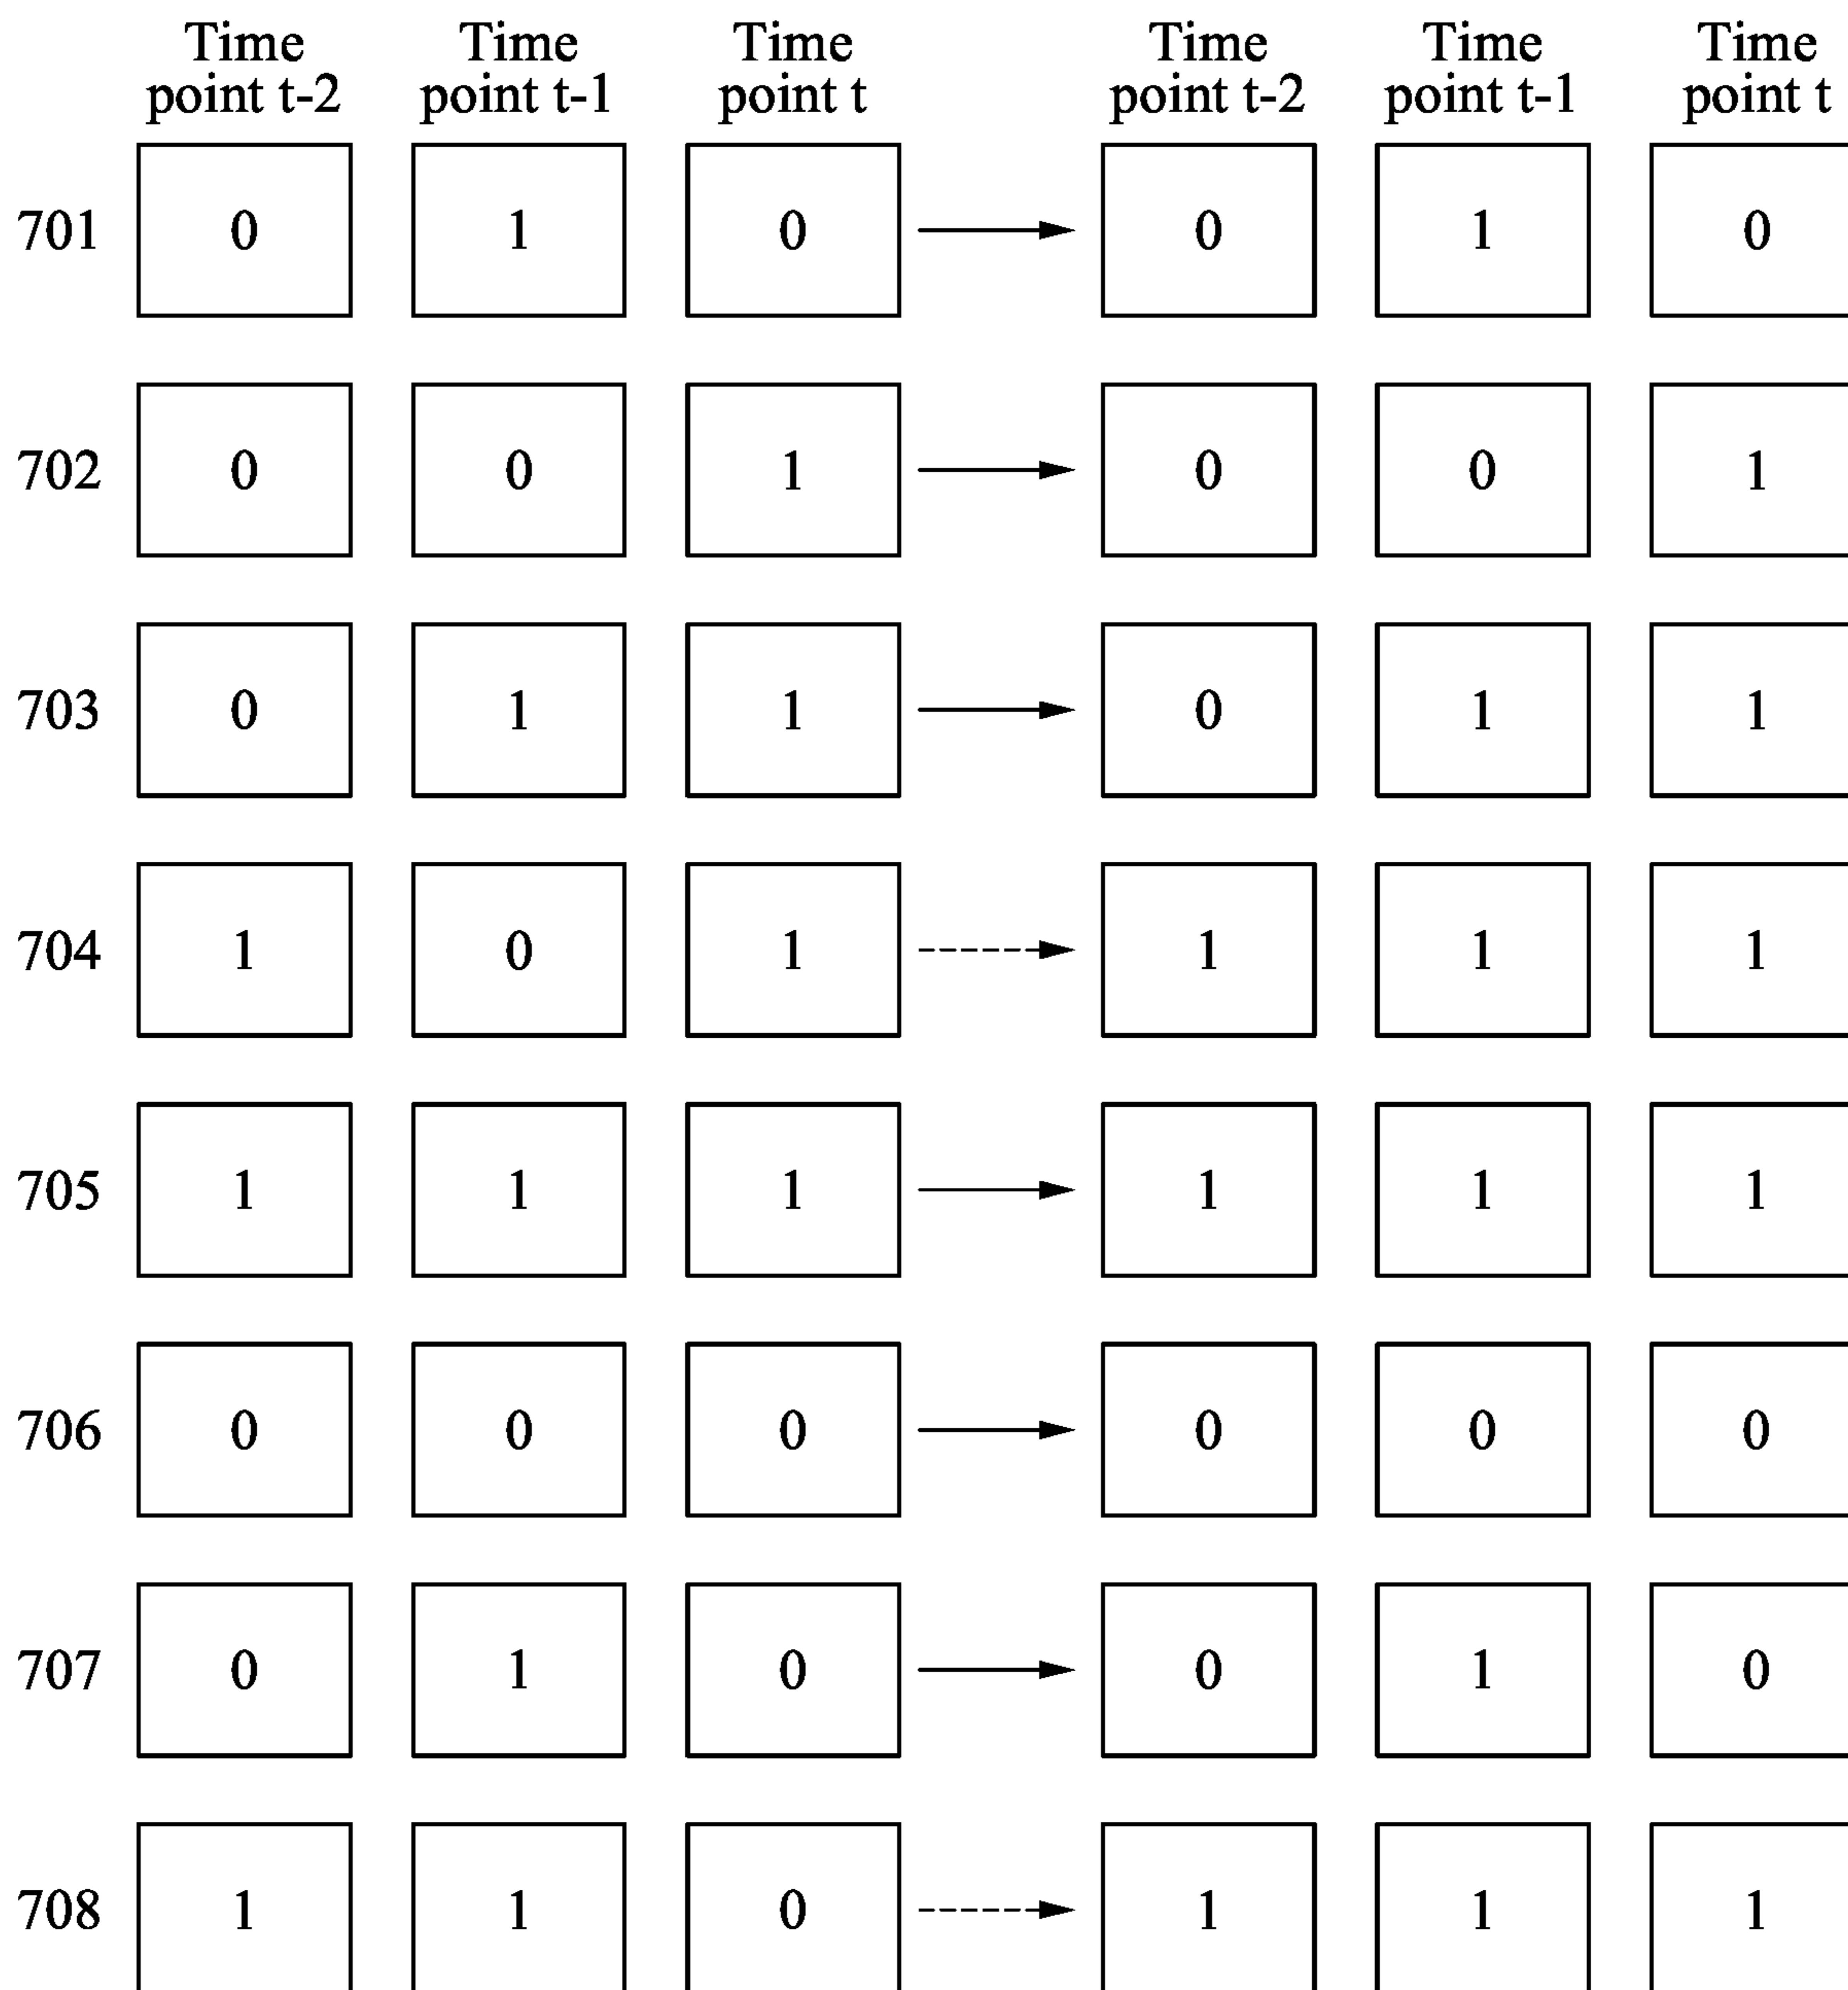 Time Time Time Time Time Time
point t-2 point t-1 point t point t-2 point t-1 point t
701 0 1 0 0 1 0
702 0 0 1 0 0 1
703 0 1 1 0 1 1
704 1 0 1 1 1 1
705 1 1 1 1 1 1
706 0 0 0 0 0 0
707 0 1 0 0 1 0
708 1 1 0 1 1 1